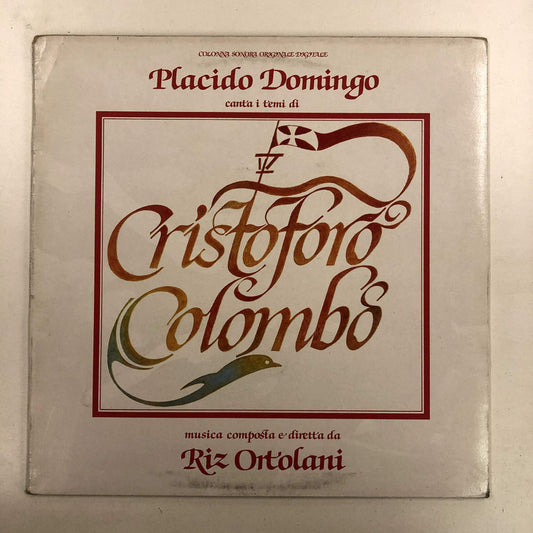 COLONNA SONORA ORIGINALE DIGITALE
Placido Domingo
canta i temi di
Cristoforo
Colombo
musica composta e diretta da
Riz Ortolani